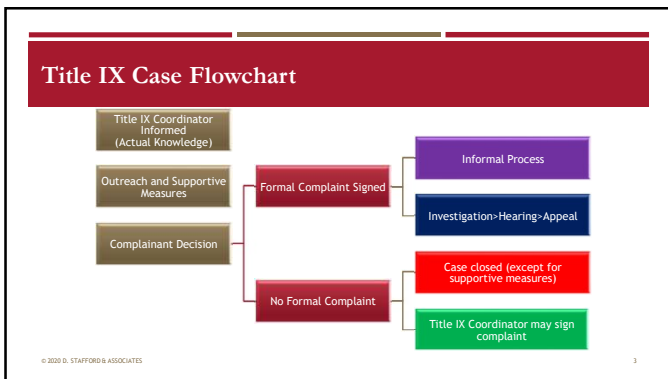 Title IX Case Flowchart
Title IX Coordinator
Informed
(Actual Knowledge)
Outreach and Supportive
Measures
Complainant Decision
Formal Complaint Signed
Informal Process
Investigation>Hearing>Appeal
No Formal Complaint
Case closed (except for
supportive measures)
Title IX Coordinator may sign
complaint
© 2020 D. STAFFORD & ASSOCIATES
3